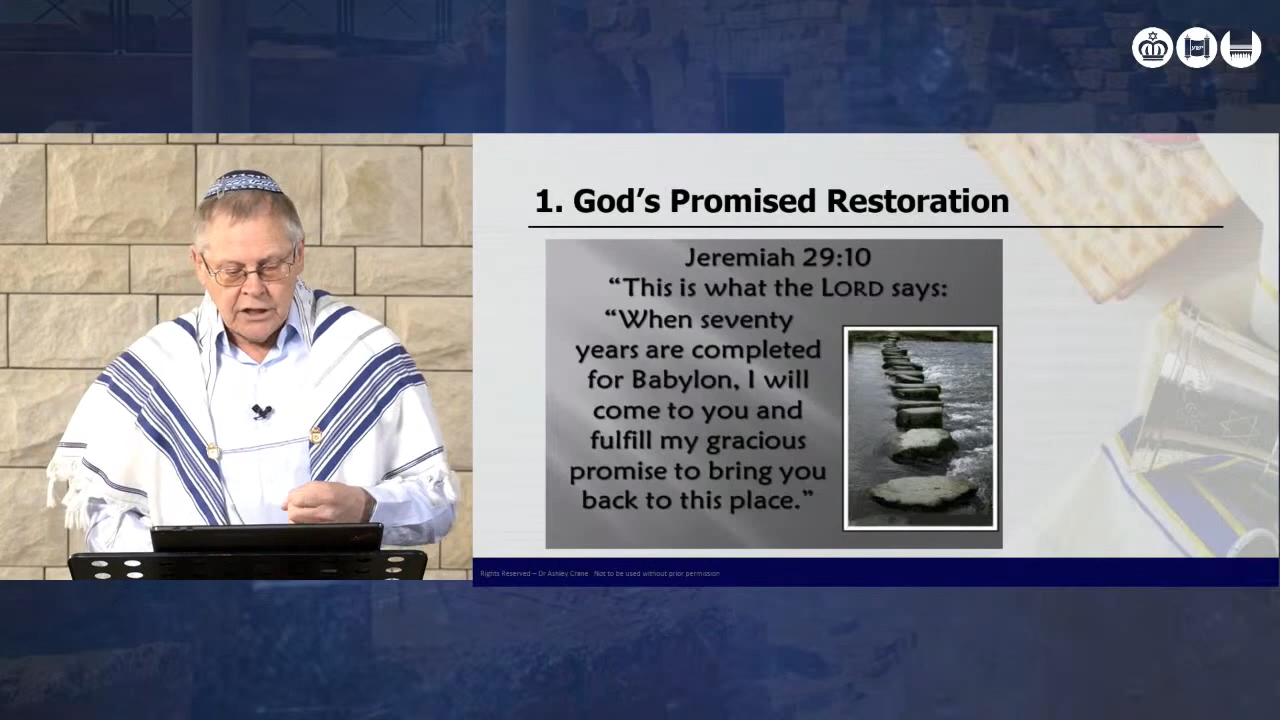 1. God's Promised Restoration
Jeremiah 29:10
“This is what the LORD says:
“When seventy
years are completed
for Babylon, I will
come to you and
fulfill my gracious
promise to bring you
back to this place.”
Rights Reserved – Dr Ashley Crane Not to be used without prior permission